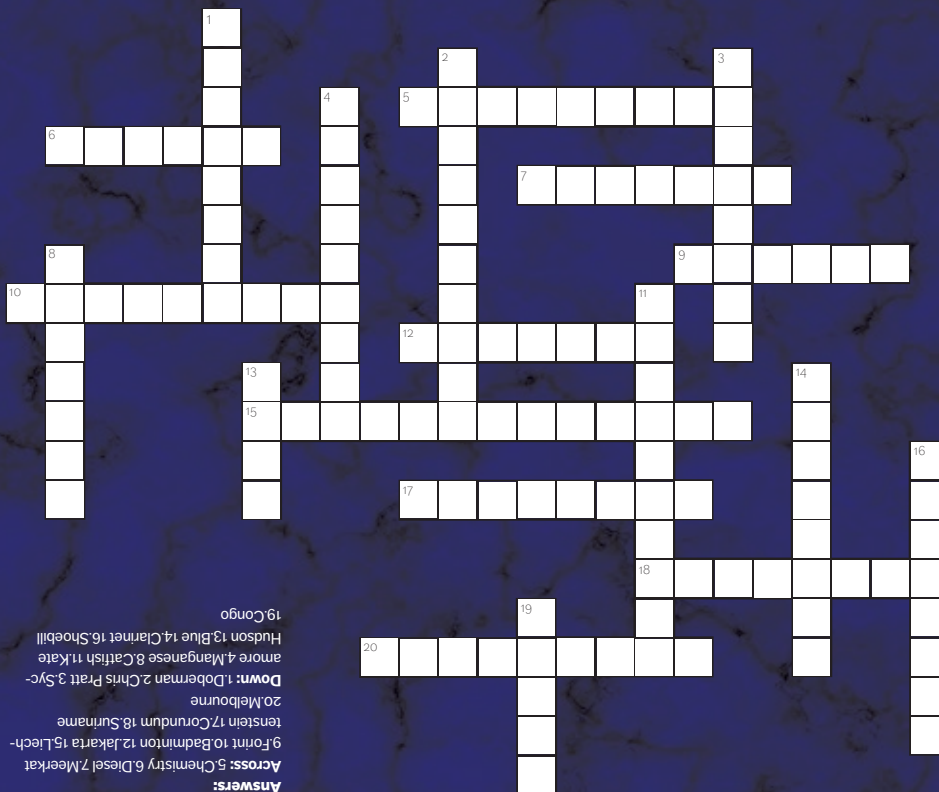 1
2 3
4 5
6
7
8 9
10 11
12
13 14
15
16
17
18
19
20
Answers:
Across: 5.Chemistry 6.Diesel 7.Meerkat
9.Forint 10.Badminton 12.Jakarta 15.Liech-
tenstein 17.Corundum 18.Suriname
20.Melbourne
Down: 1.Doberman 2.Chris Pratt 3.Syc-
amore 4.Manganese 8.Catfish 11.Kate
Hudson 13.Blue 14.Clarinet 16.Shoebill
19.Congo